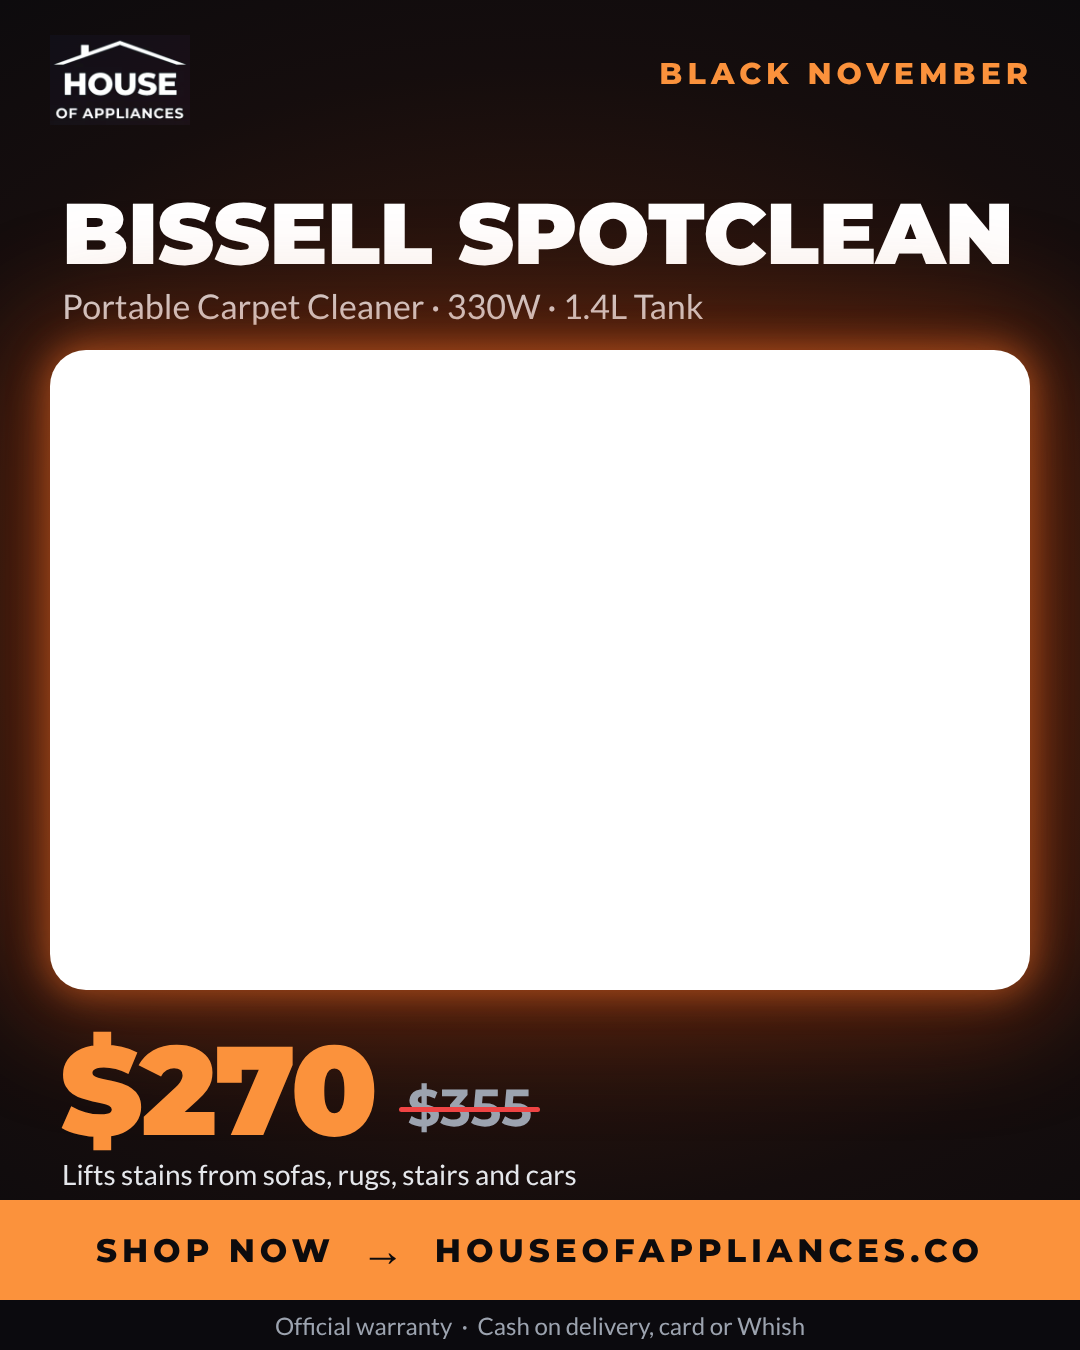 HOUSE
OF APPLIANCES
BLACK NOVEMBER
BISSELL SPOTCLEAN
Portable Carpet Cleaner · 330W · 1.4L Tank
$270 $355
Lifts stains from sofas, rugs, stairs and cars
SHOP NOW → HOUSEOFAPPLIANCES.CO
Official warranty · Cash on delivery, card or Whish